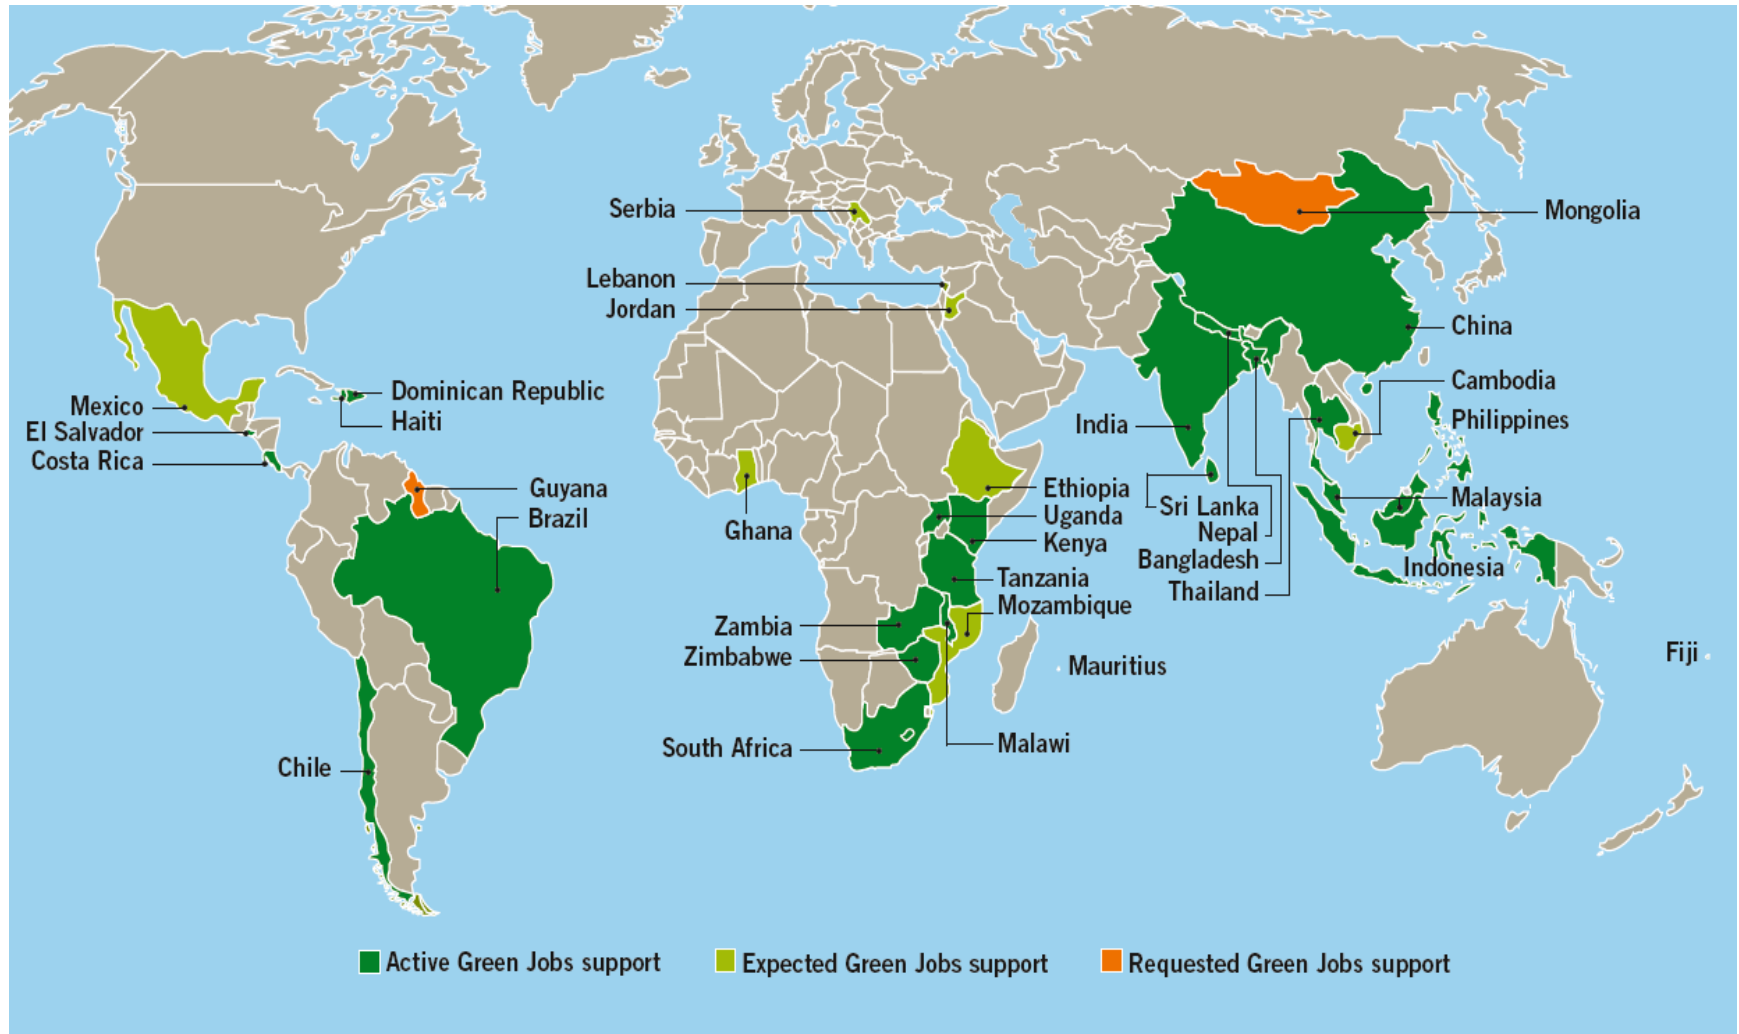 Serbia
Mongolia
Lebanon
Jordan
China
Dominican Republic
Haiti
Mexico
El Salvador
Costa Rica
Cambodia
Philippines
India
Guyana
Brazil
Ghana
Ethiopia
Uganda
Kenya
Sri Lanka
Nepal
Bangladesh
Thailand
Malaysia
Indonesia
Tanzania
Mozambique
Zambia
Zimbabwe
Mauritius
Fiji
South Africa
Malawi
Chile
Active Green Jobs support
Expected Green Jobs support
Requested Green Jobs support